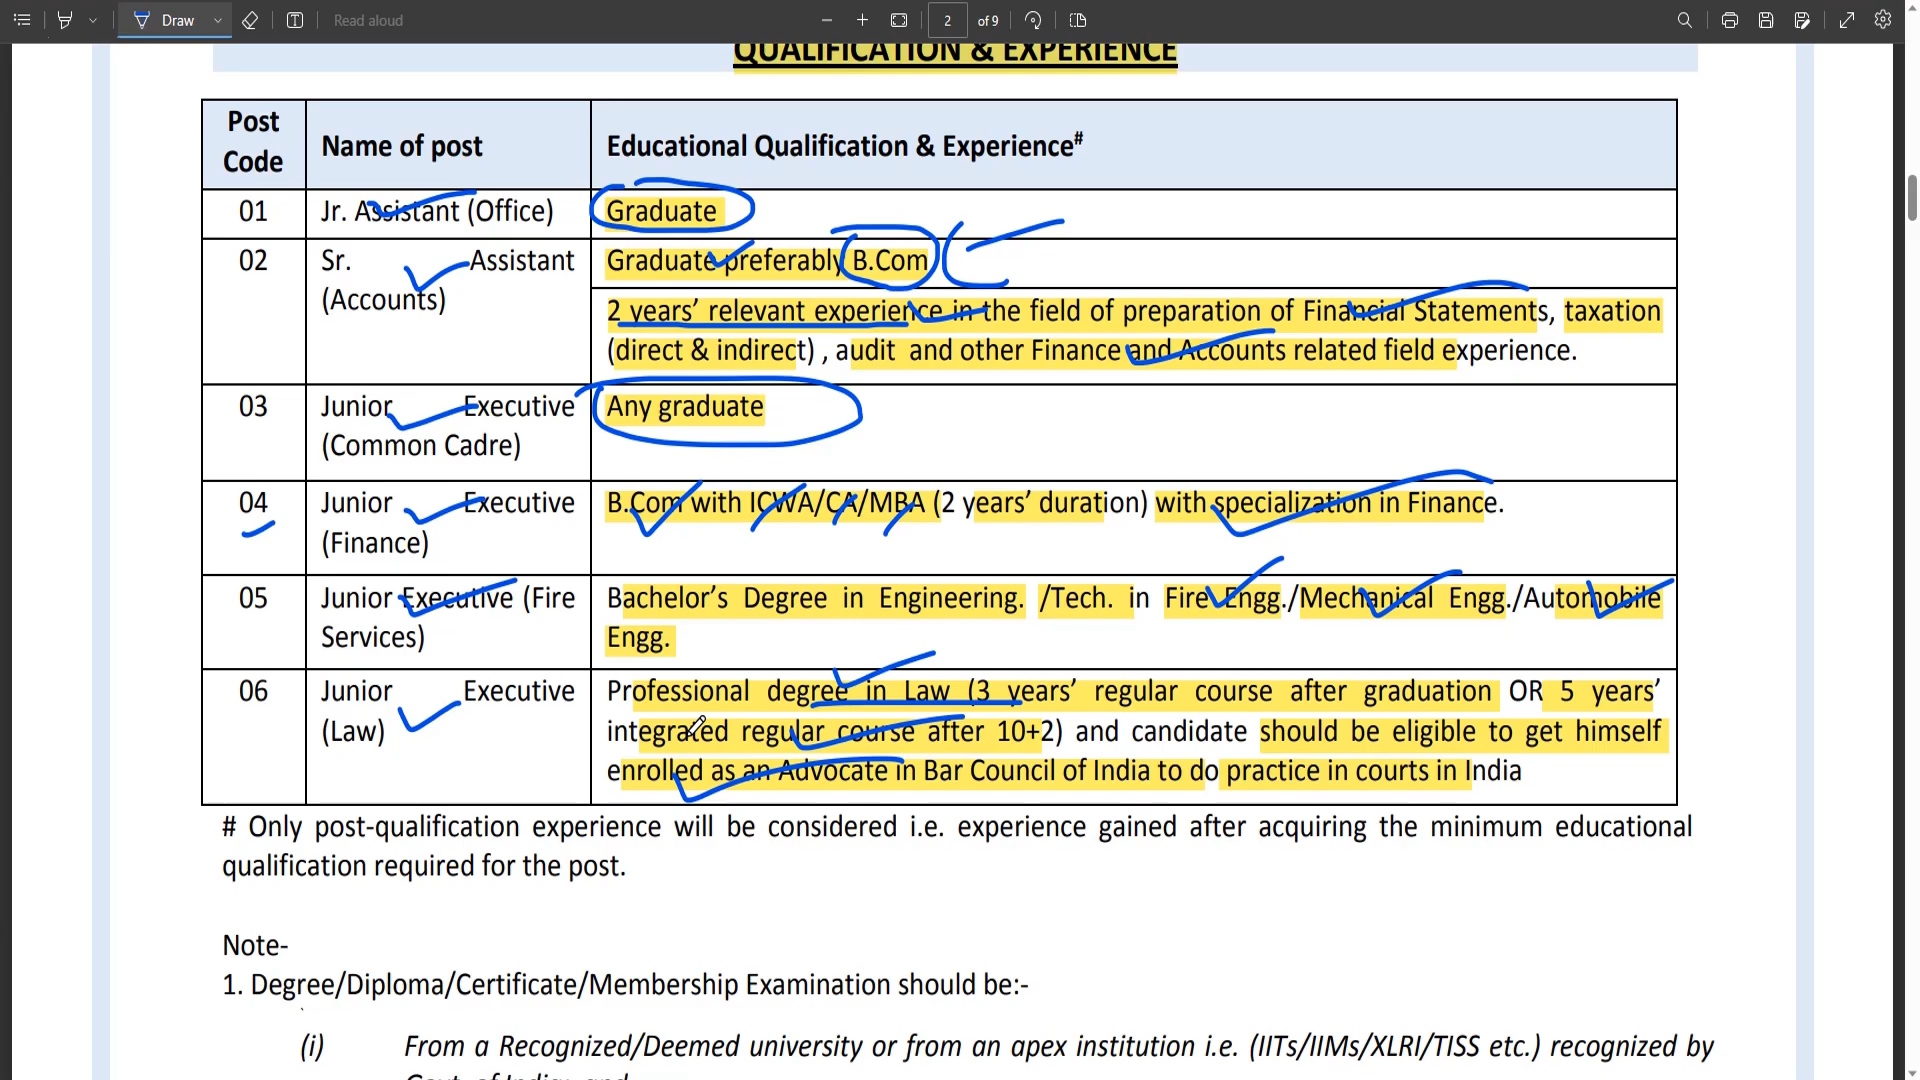 Draw
Read aloud
2 of 9
QUALIFICATION & EXPERIENCE
Post Code
Name of post
Educational Qualification & Experience#
01
Jr. Assistant (Office)
Graduate
02
Sr. Assistant
(Accounts)
Graduate preferably B.Com
2 years’ relevant experience in the field of preparation of Financial Statements, taxation
(direct & indirect) , audit and other Finance and Accounts related field experience.
03
Junior Executive
(Common Cadre)
Any graduate
04
Junior Executive
(Finance)
B.Com with ICWA/CA/MBA (2 years’ duration) with specialization in Finance.
05
Junior Executive (Fire
Services)
Bachelor’s Degree in Engineering. /Tech. in Fire Engg./Mechanical Engg./Automobile
Engg.
06
Junior Executive
(Law)
Professional degree in Law (3 years’ regular course after graduation OR 5 years’
integrated regular course after 10+2) and candidate should be eligible to get himself
enrolled as an Advocate in Bar Council of India to do practice in courts in India
# Only post-qualification experience will be considered i.e. experience gained after acquiring the minimum educational
qualification required for the post.
Note-
1. Degree/Diploma/Certificate/Membership Examination should be:-
(i) From a Recognized/Deemed university or from an apex institution i.e. (IITs/IIMs/XLRI/TISS etc.) recognized by
Govt. of India; and